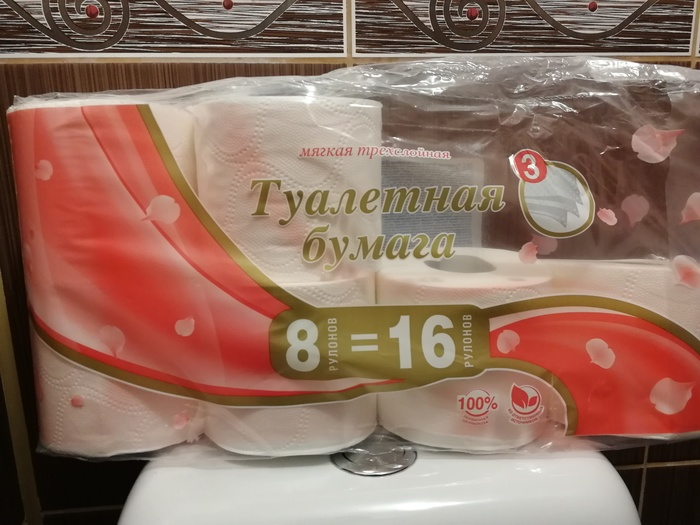 мягкая трехслойная
3
Туалетная
бумага
8 РУЛОНОВ = 16 РУЛОНОВ
100%